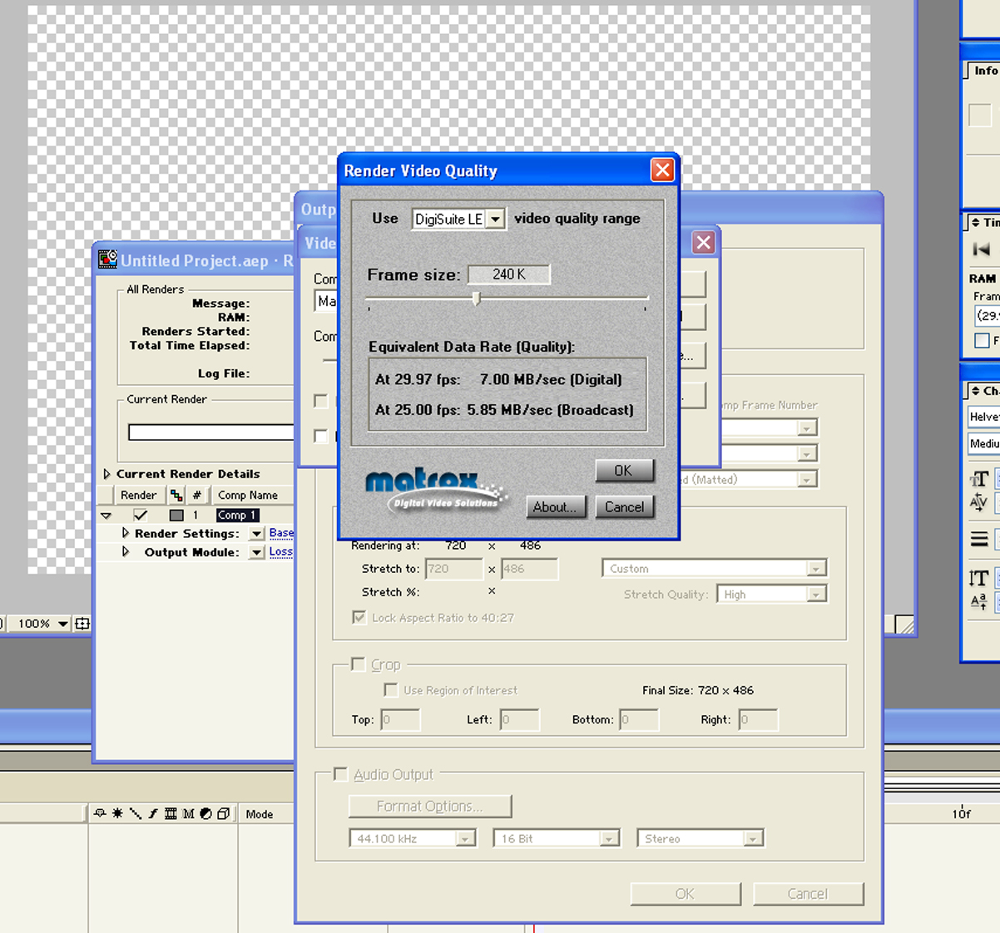 Info
Render Video Quality
Use DigiSuite LE video quality range
Frame size: 240 K
Equivalent Data Rate (Quality):
At 29.97 fps: 7.00 MB/sec (Digital)
At 25.00 fps: 5.85 MB/sec (Broadcast)
matrox
Digital Video Solutions
OK
About... Cancel
Outp
Vide
Com
Ma
Com
Untitled Project.aep · R
All Renders
Message:
RAM:
Renders Started:
Total Time Elapsed:
Log File:
Current Render
Current Render Details
Render # Comp Name
1 Comp 1
Render Settings: Base
Output Module: Loss
100%
e...
omp Frame Number
ed (Matted)
Rendering at: 720 x 486
Stretch to: 720 x 486 Custom
Stretch %: x Stretch Quality: High
Lock Aspect Ratio to 40:27
Crop
Use Region of Interest Final Size: 720 x 486
Top: 0 Left: 0 Bottom: 0 Right: 0
Audio Output
Format Options...
44.100 kHz 16 Bit Stereo
OK Cancel
Tim
RAM
Fram
(29.9
F
Cha
Helve
Mediu
M Mode
10f